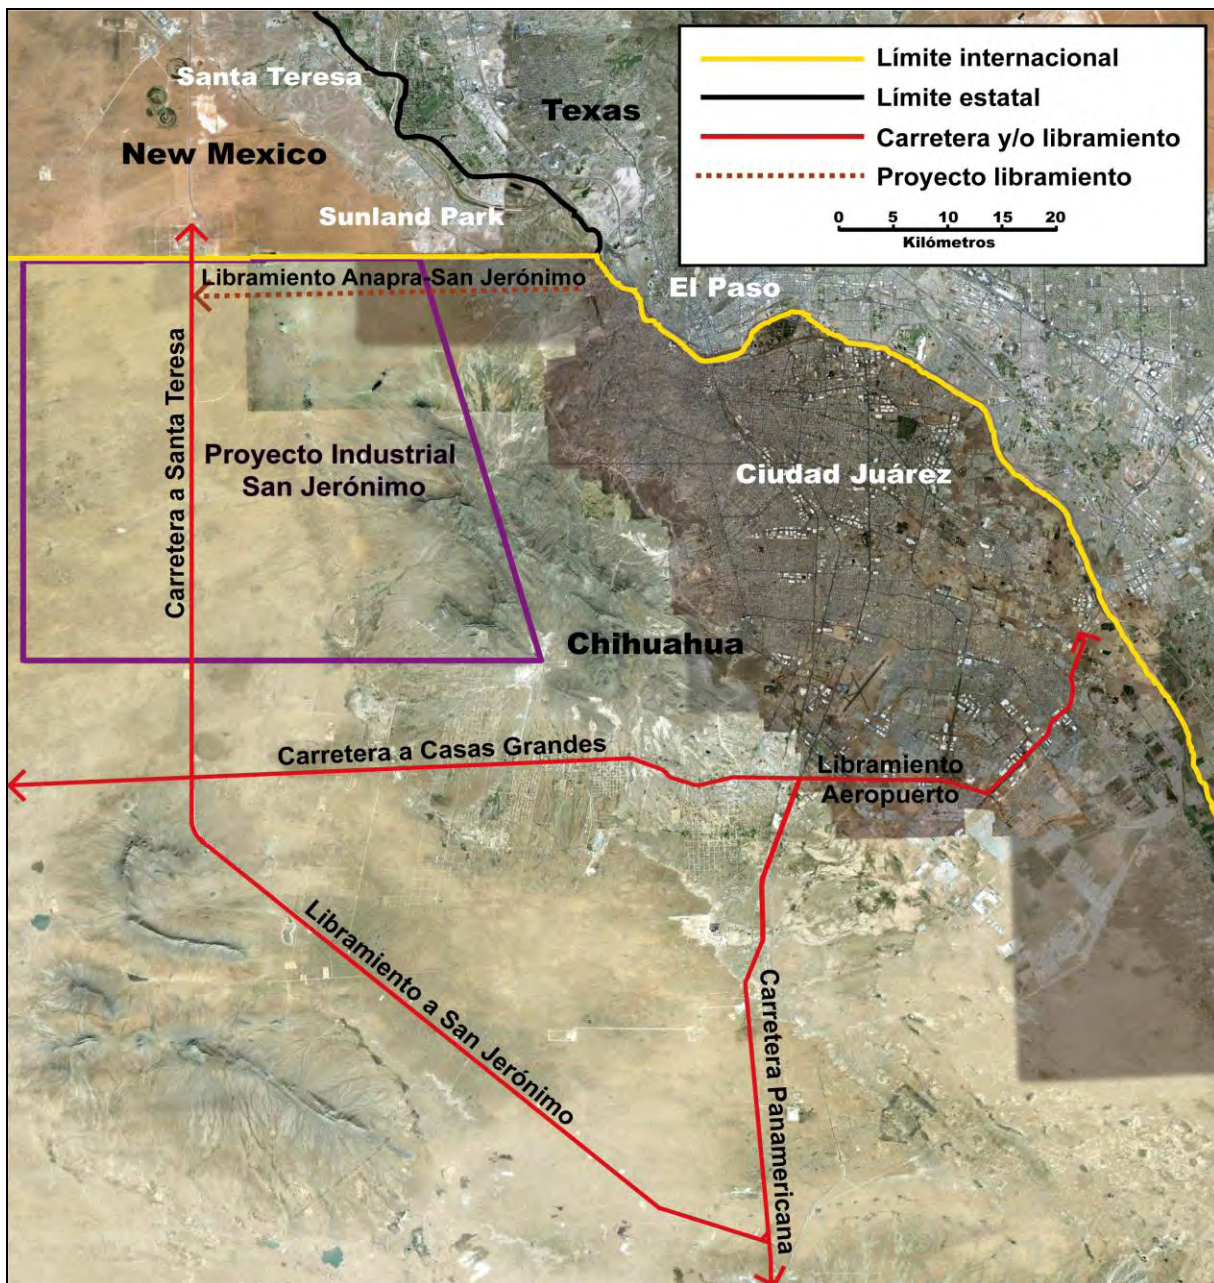 Santa Teresa
Texas
New Mexico
Sunland Park
Límite internacional
Límite estatal
Carretera y/o libramiento
Proyecto libramiento
0 5 10 15 20
Kilómetros
Libramiento Anapra-San Jerónimo
El Paso
Carretera a Santa Teresa
Proyecto Industrial
San Jerónimo
Ciudad Juárez
Chihuahua
Carretera a Casas Grandes
Libramiento
Aeropuerto
Libramiento a San Jerónimo
Carretera Panamericana